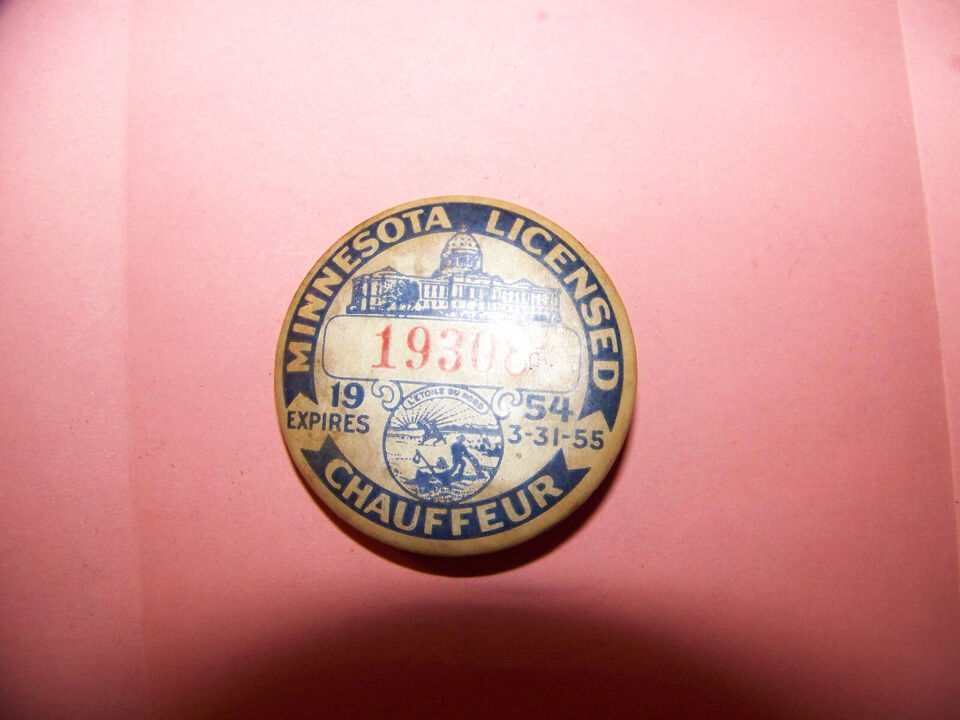 MINNESOTA LICENSED
19 54
L'ETOILE DU NORD
EXPIRES 3-31-55
CHAUFFEUR